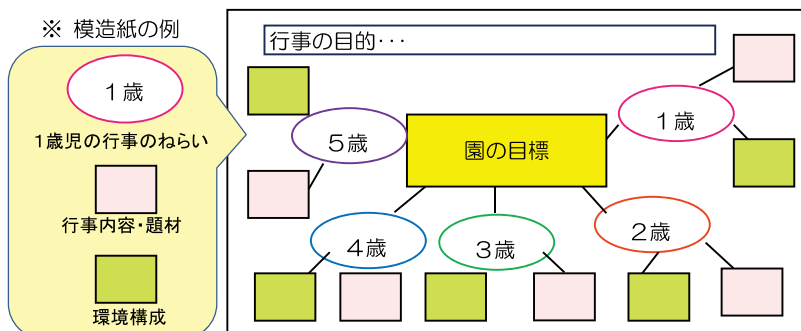 ※ 模造紙の例
１歳
１歳児の行事のねらい
行事内容・題材
環境構成
行事の目的･･･
園の目標
１歳
２歳
３歳
４歳
５歳